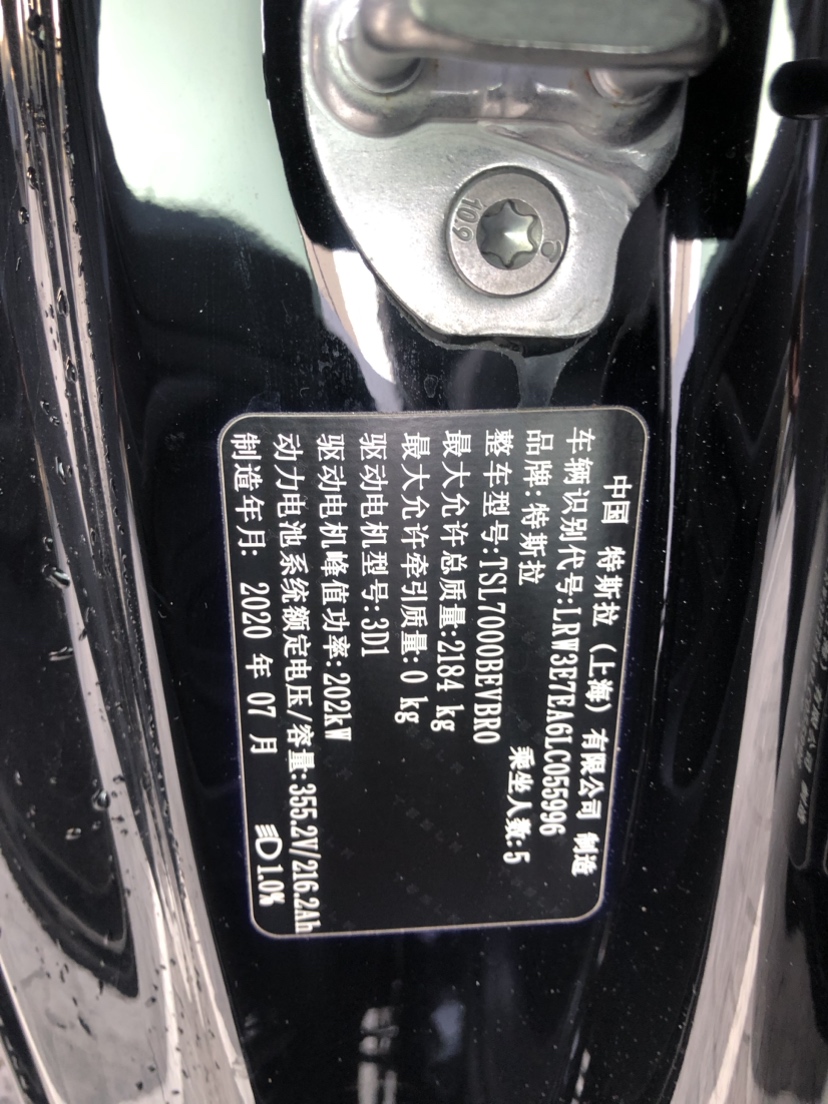 中国 特斯拉（上海）有限公司 制造
车辆识别代号:LRW3E7EA6LC055996
品牌:特斯拉 乘坐人数:5
整车型号:TSL7000BEVBR0
最大允许总质量:2184 kg
最大允许牵引质量:0 kg
驱动电机型号:3D1
驱动电机峰值功率:202kW
动力电池系统额定电压/容量:355.2V/216.2Ah
制造年月: 2020 年 07 月 1.0%
10.9